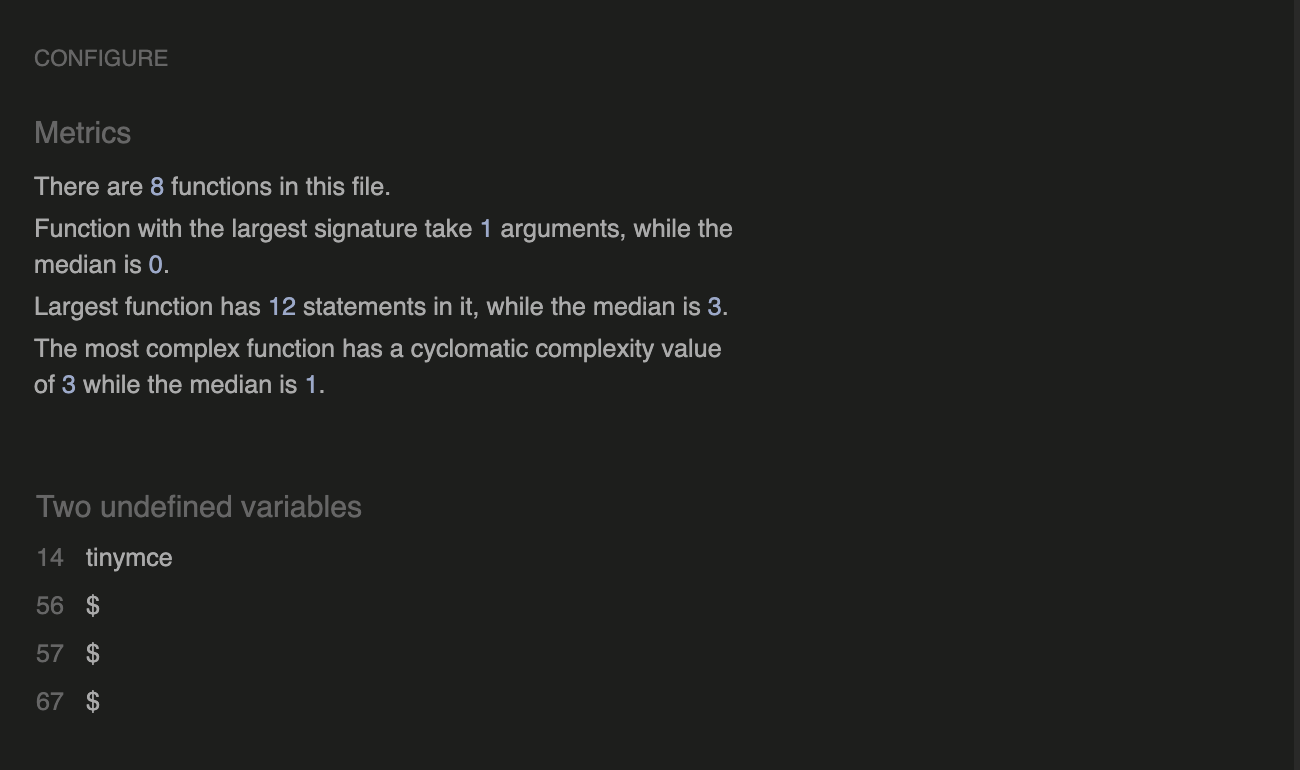 CONFIGURE
Metrics
There are 8 functions in this file.
Function with the largest signature take 1 arguments, while the
median is 0.
Largest function has 12 statements in it, while the median is 3.
The most complex function has a cyclomatic complexity value
of 3 while the median is 1.
Two undefined variables
14 tinymce
56 $
57 $
67 $